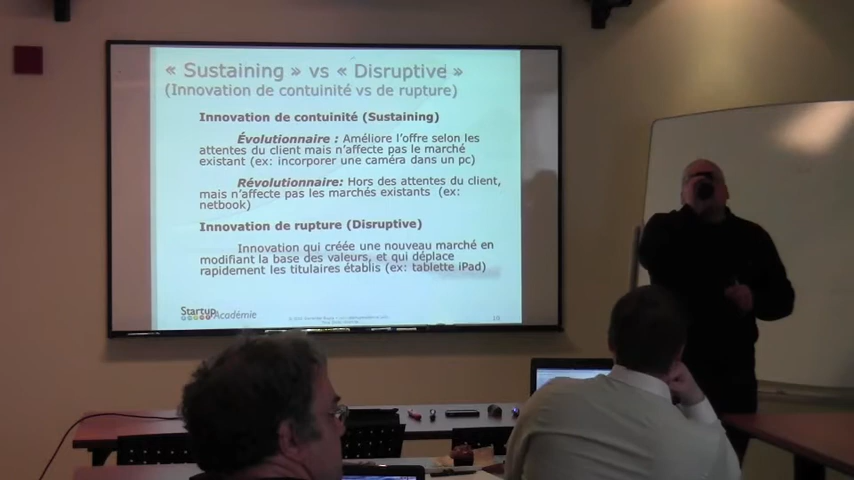 « Sustaining » vs « Disruptive »
(Innovation de contuinité vs de rupture)
Innovation de contuinité (Sustaining)
Évolutionnaire : Améliore l'offre selon les
attentes du client mais n'affecte pas le marché
existant (ex: incorporer une caméra dans un pc)
Révolutionnaire: Hors des attentes du client,
mais n'affecte pas les marchés existants (ex:
netbook)
Innovation de rupture (Disruptive)
Innovation qui créée une nouveau marché en
modifiant la base des valeurs, et qui déplace
rapidement les titulaires établis (ex: tablette iPad)
StartupAcadémie